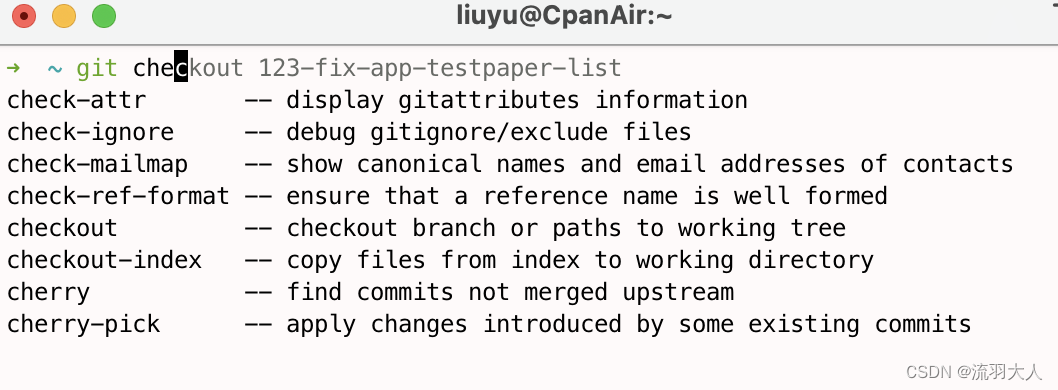 liuyu@CpanAir:~
➜ ~ git checkout 123-fix-app-testpaper-list
check-attr -- display gitattributes information
check-ignore -- debug gitignore/exclude files
check-mailmap -- show canonical names and email addresses of contacts
check-ref-format -- ensure that a reference name is well formed
checkout -- checkout branch or paths to working tree
checkout-index -- copy files from index to working directory
cherry -- find commits not merged upstream
cherry-pick -- apply changes introduced by some existing commits
CSDN @流羽大人